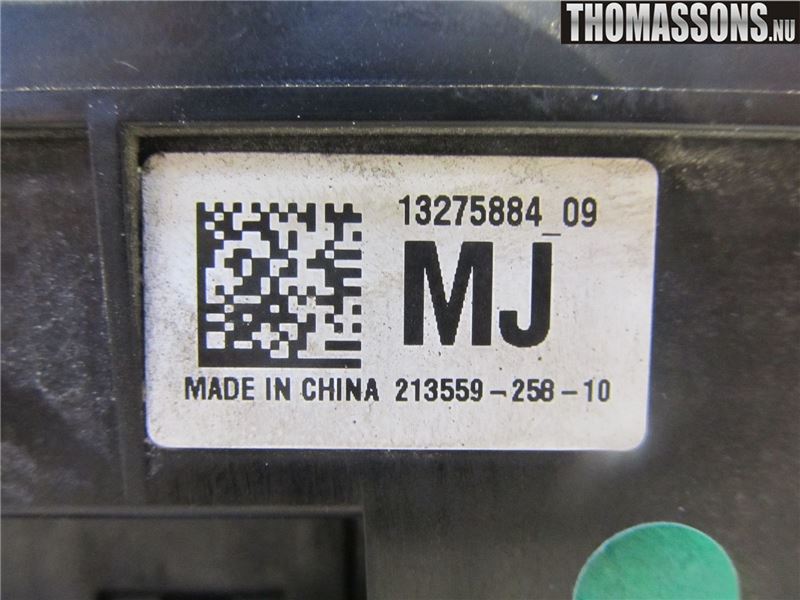 THOMASSONS.NU
13275884_09
MJ
MADE IN CHINA 213559-258-10